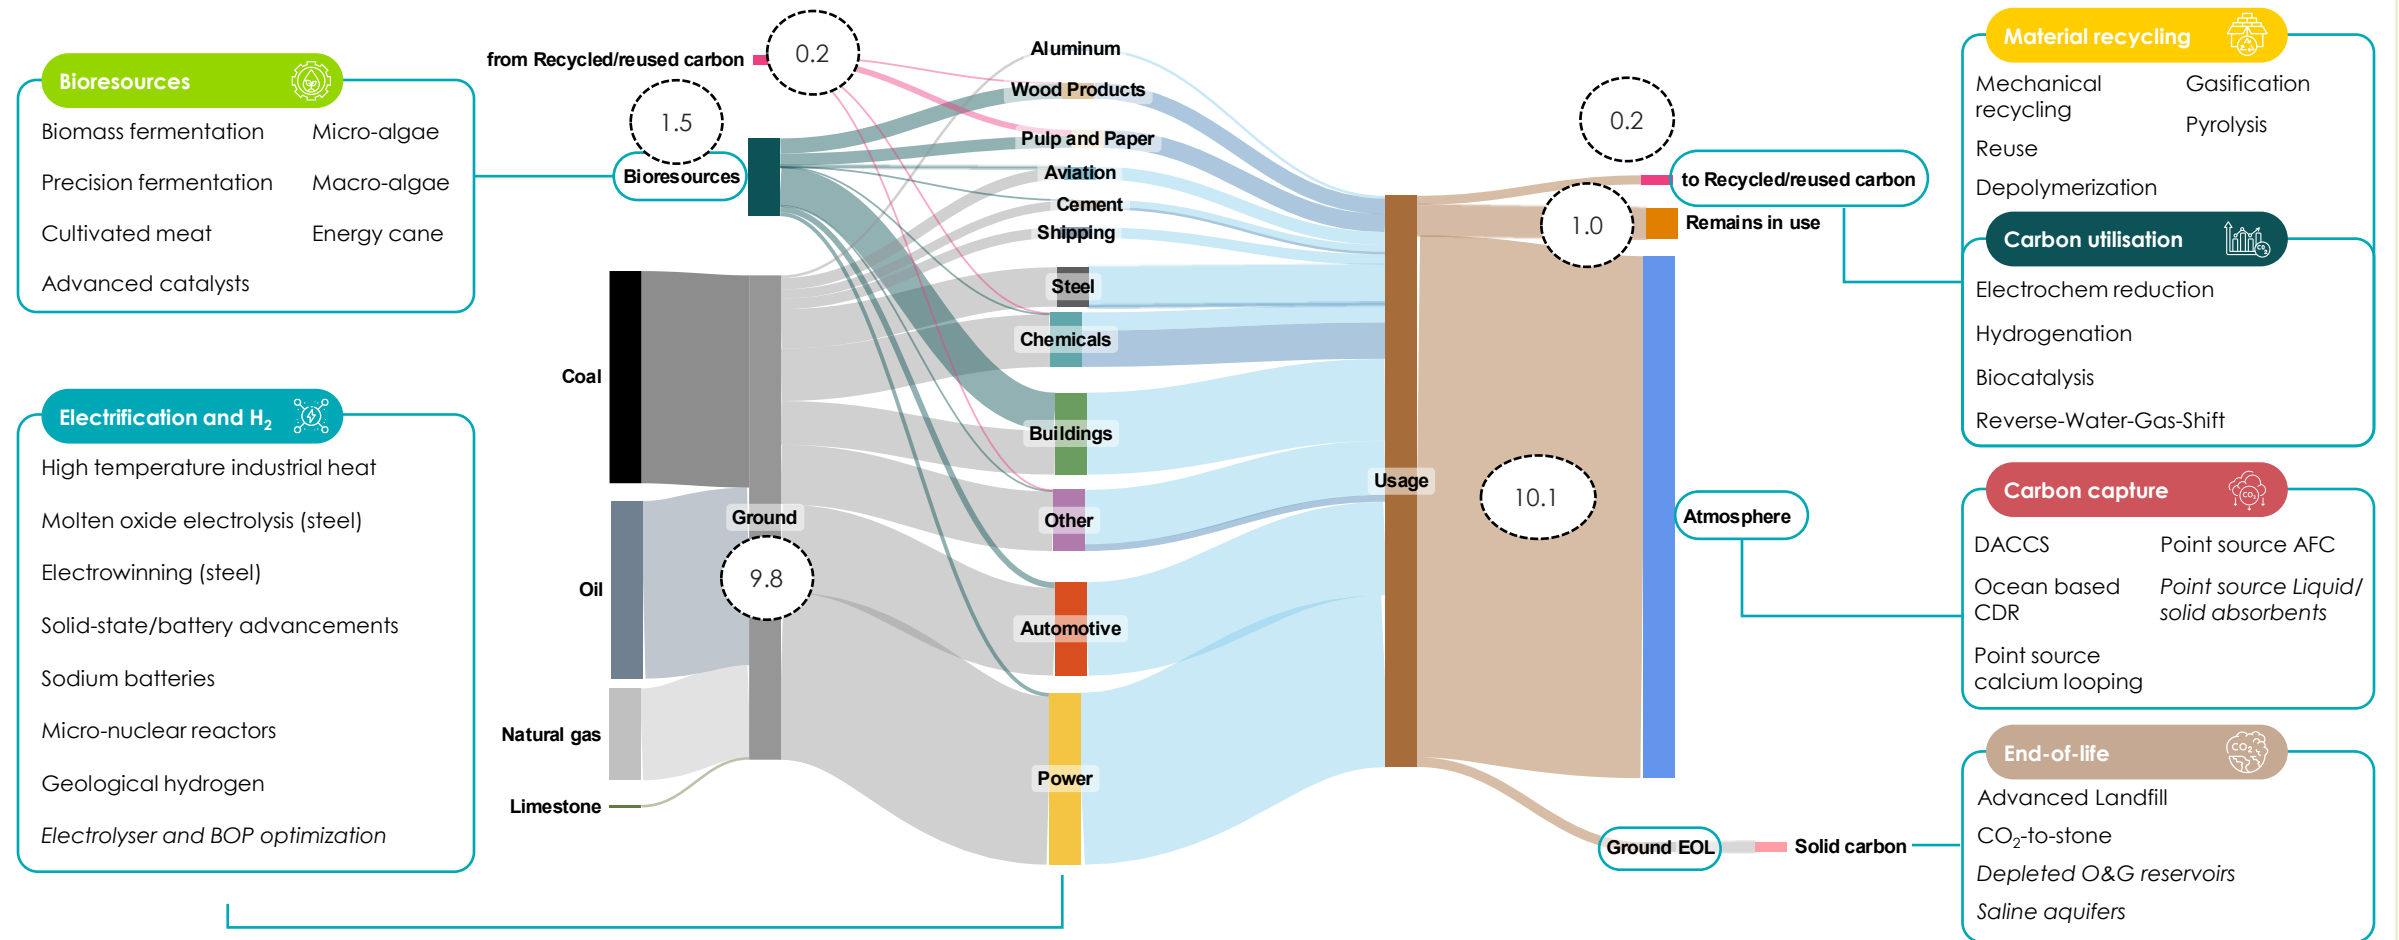 Bioresources
Biomass fermentation
Precision fermentation
Cultivated meat
Advanced catalysts
Micro-algae
Macro-algae
Energy cane
Electrification and H₂
High temperature industrial heat
Molten oxide electrolysis (steel)
Electrowinning (steel)
Solid-state/battery advancements
Sodium batteries
Micro-nuclear reactors
Geological hydrogen
Electrolyser and BOP optimization
from Recycled/reused carbon
0.2
1.5
Bioresources
Coal
Oil
Natural gas
Limestone
Ground
9.8
Aluminum
Wood Products
Pulp and Paper
Aviation
Cement
Shipping
Steel
Chemicals
Buildings
Other
Automotive
Power
Usage
0.2
to Recycled/reused carbon
1.0
Remains in use
10.1
Atmosphere
Ground EOL
Solid carbon
Material recycling
Mechanical
recycling
Reuse
Depolymerization
Gasification
Pyrolysis
Carbon utilisation
CO₂
Electrochem reduction
Hydrogenation
Biocatalysis
Reverse-Water-Gas-Shift
Carbon capture
CO₂
DACCS
Ocean based
CDR
Point source
calcium looping
Point source AFC
Point source Liquid/
solid absorbents
End-of-life
CO₂
Advanced Landfill
CO₂-to-stone
Depleted O&G reservoirs
Saline aquifers